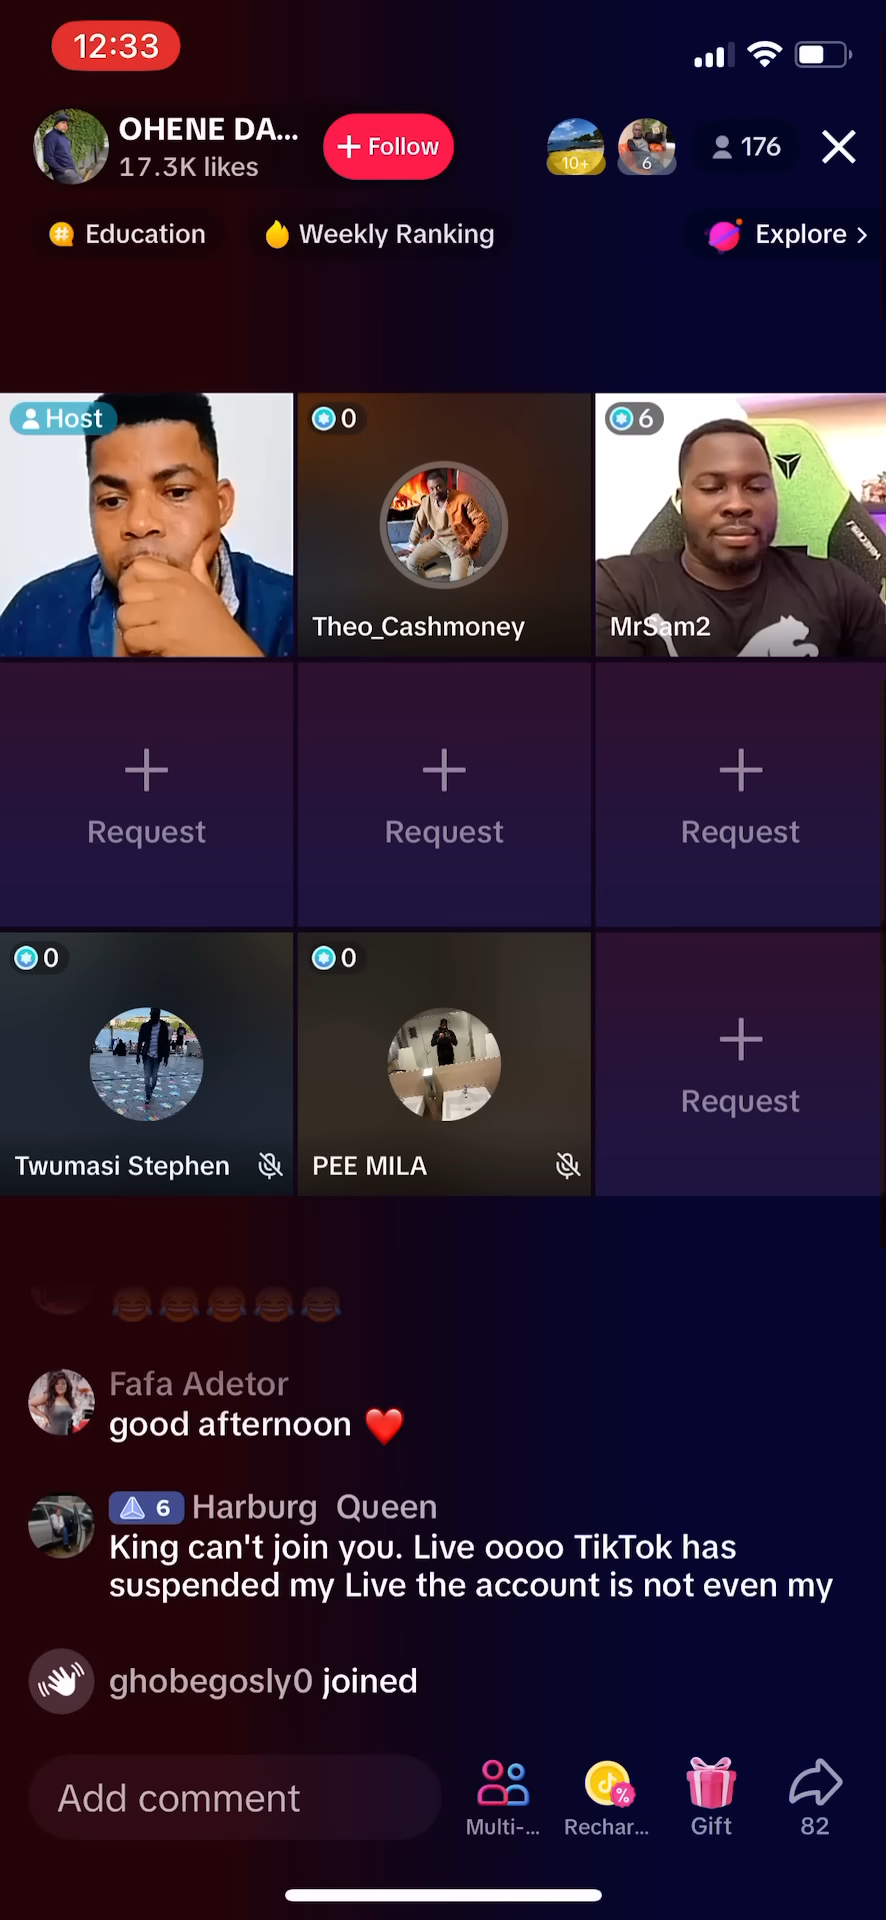 12:33
OHENE DA...
17.3K likes
+ Follow
10+
6
176
Education
Weekly Ranking
Explore >
Host
0
6
Theo_Cashmoney
MrSam2
Request
Request
Request
0
0
Twumasi Stephen
PEE MILA
Request
Fafa Adetor
good afternoon ❤️
6 Harburg Queen
King can't join you. Live oooo TikTok has
suspended my Live the account is not even my
ghobegosly0 joined
Add comment
Multi-...
Rechar...
Gift
82